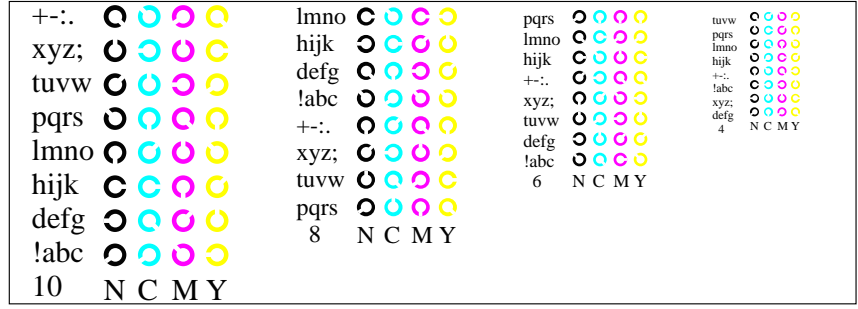 +-:.
xyz;
tuvw
pqrs
lmno
hijk
defg
!abc
10 N C M Y
lmno
hijk
defg
!abc
+-:.
xyz;
tuvw
pqrs
8 N C M Y
pqrs
lmno
hijk
+-:.
xyz;
tuvw
defg
!abc
6 N C M Y
tuvw
pqrs
lmno
hijk
+-:.
!abc
xyz;
defg
4 N C M Y